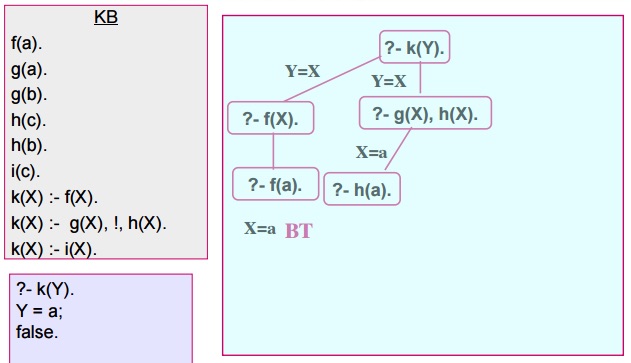 KB
f(a).
g(a).
g(b).
h(c).
h(b).
i(c).
k(X) :- f(X).
k(X) :- g(X), !, h(X).
k(X) :- i(X).
?- k(Y).
Y = a;
false.
?- k(Y).
Y=X
Y=X
?- f(X).
?- g(X), h(X).
X=a
?- f(a).
?- h(a).
X=a BT